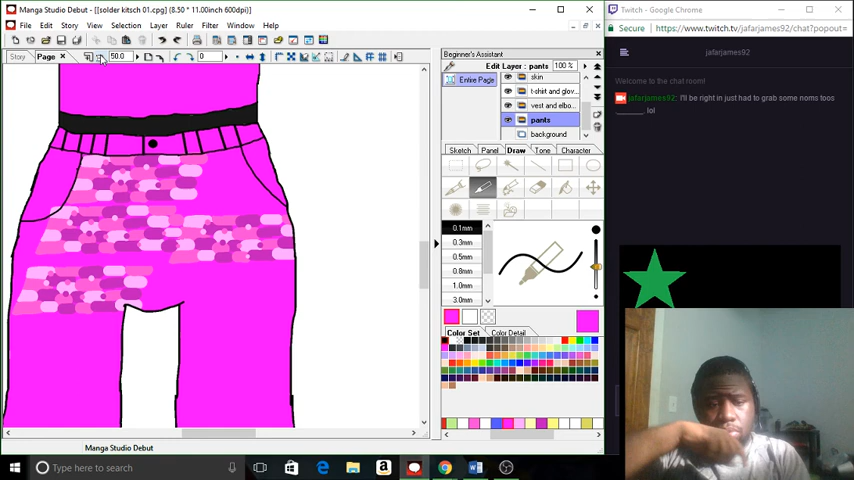 Manga Studio Debut - [[solder kitsch 01.cpg] (8.50 * 11.00inch 600dpi)]
Twitch - Google Chrome
File Edit Story View Selection Layer Ruler Filter Window Help
Secure https://www.twitch.tv/jafarjames92/chat?popout=
Story Page 50.0 0
Beginner's Assistant
jafarjames92
Edit Layer : pants 100 %
Entire Page
skin
t-shirt and glov..
vest and elbo..
pants
background
Welcome to the chat room!
jafarjames92: I'll be right in just had to grab some noms toos
_______, lol
Sketch Panel Draw Tone Character
0.1mm
0.3mm
0.5mm
0.8mm
1.0mm
3.0mm
Color Set Color Detail
Manga Studio Debut
Type here to search